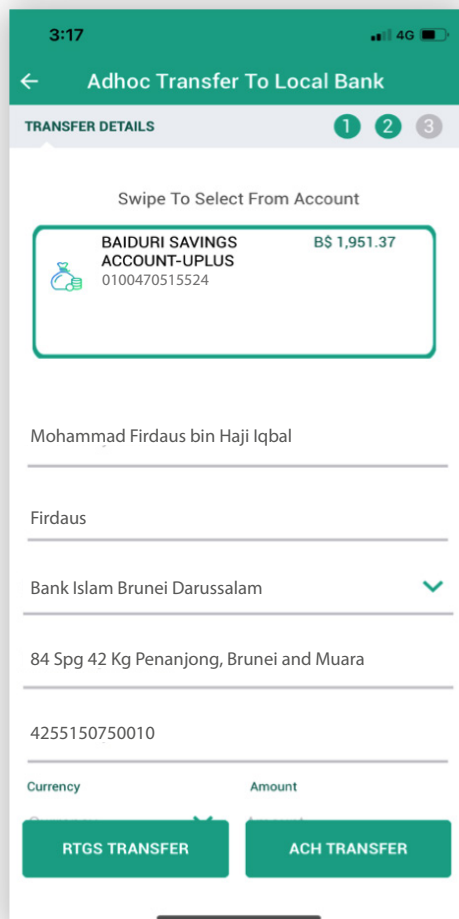 3:17
4G
Adhoc Transfer To Local Bank
TRANSFER DETAILS
1 2 3
Swipe To Select From Account
BAIDURI SAVINGS B$ 1,951.37
ACCOUNT-UPLUS
0100470515524
Mohammad Firdaus bin Haji Iqbal
Firdaus
Bank Islam Brunei Darussalam
84 Spg 42 Kg Penanjong, Brunei and Muara
4255150750010
Currency Amount
RTGS TRANSFER ACH TRANSFER